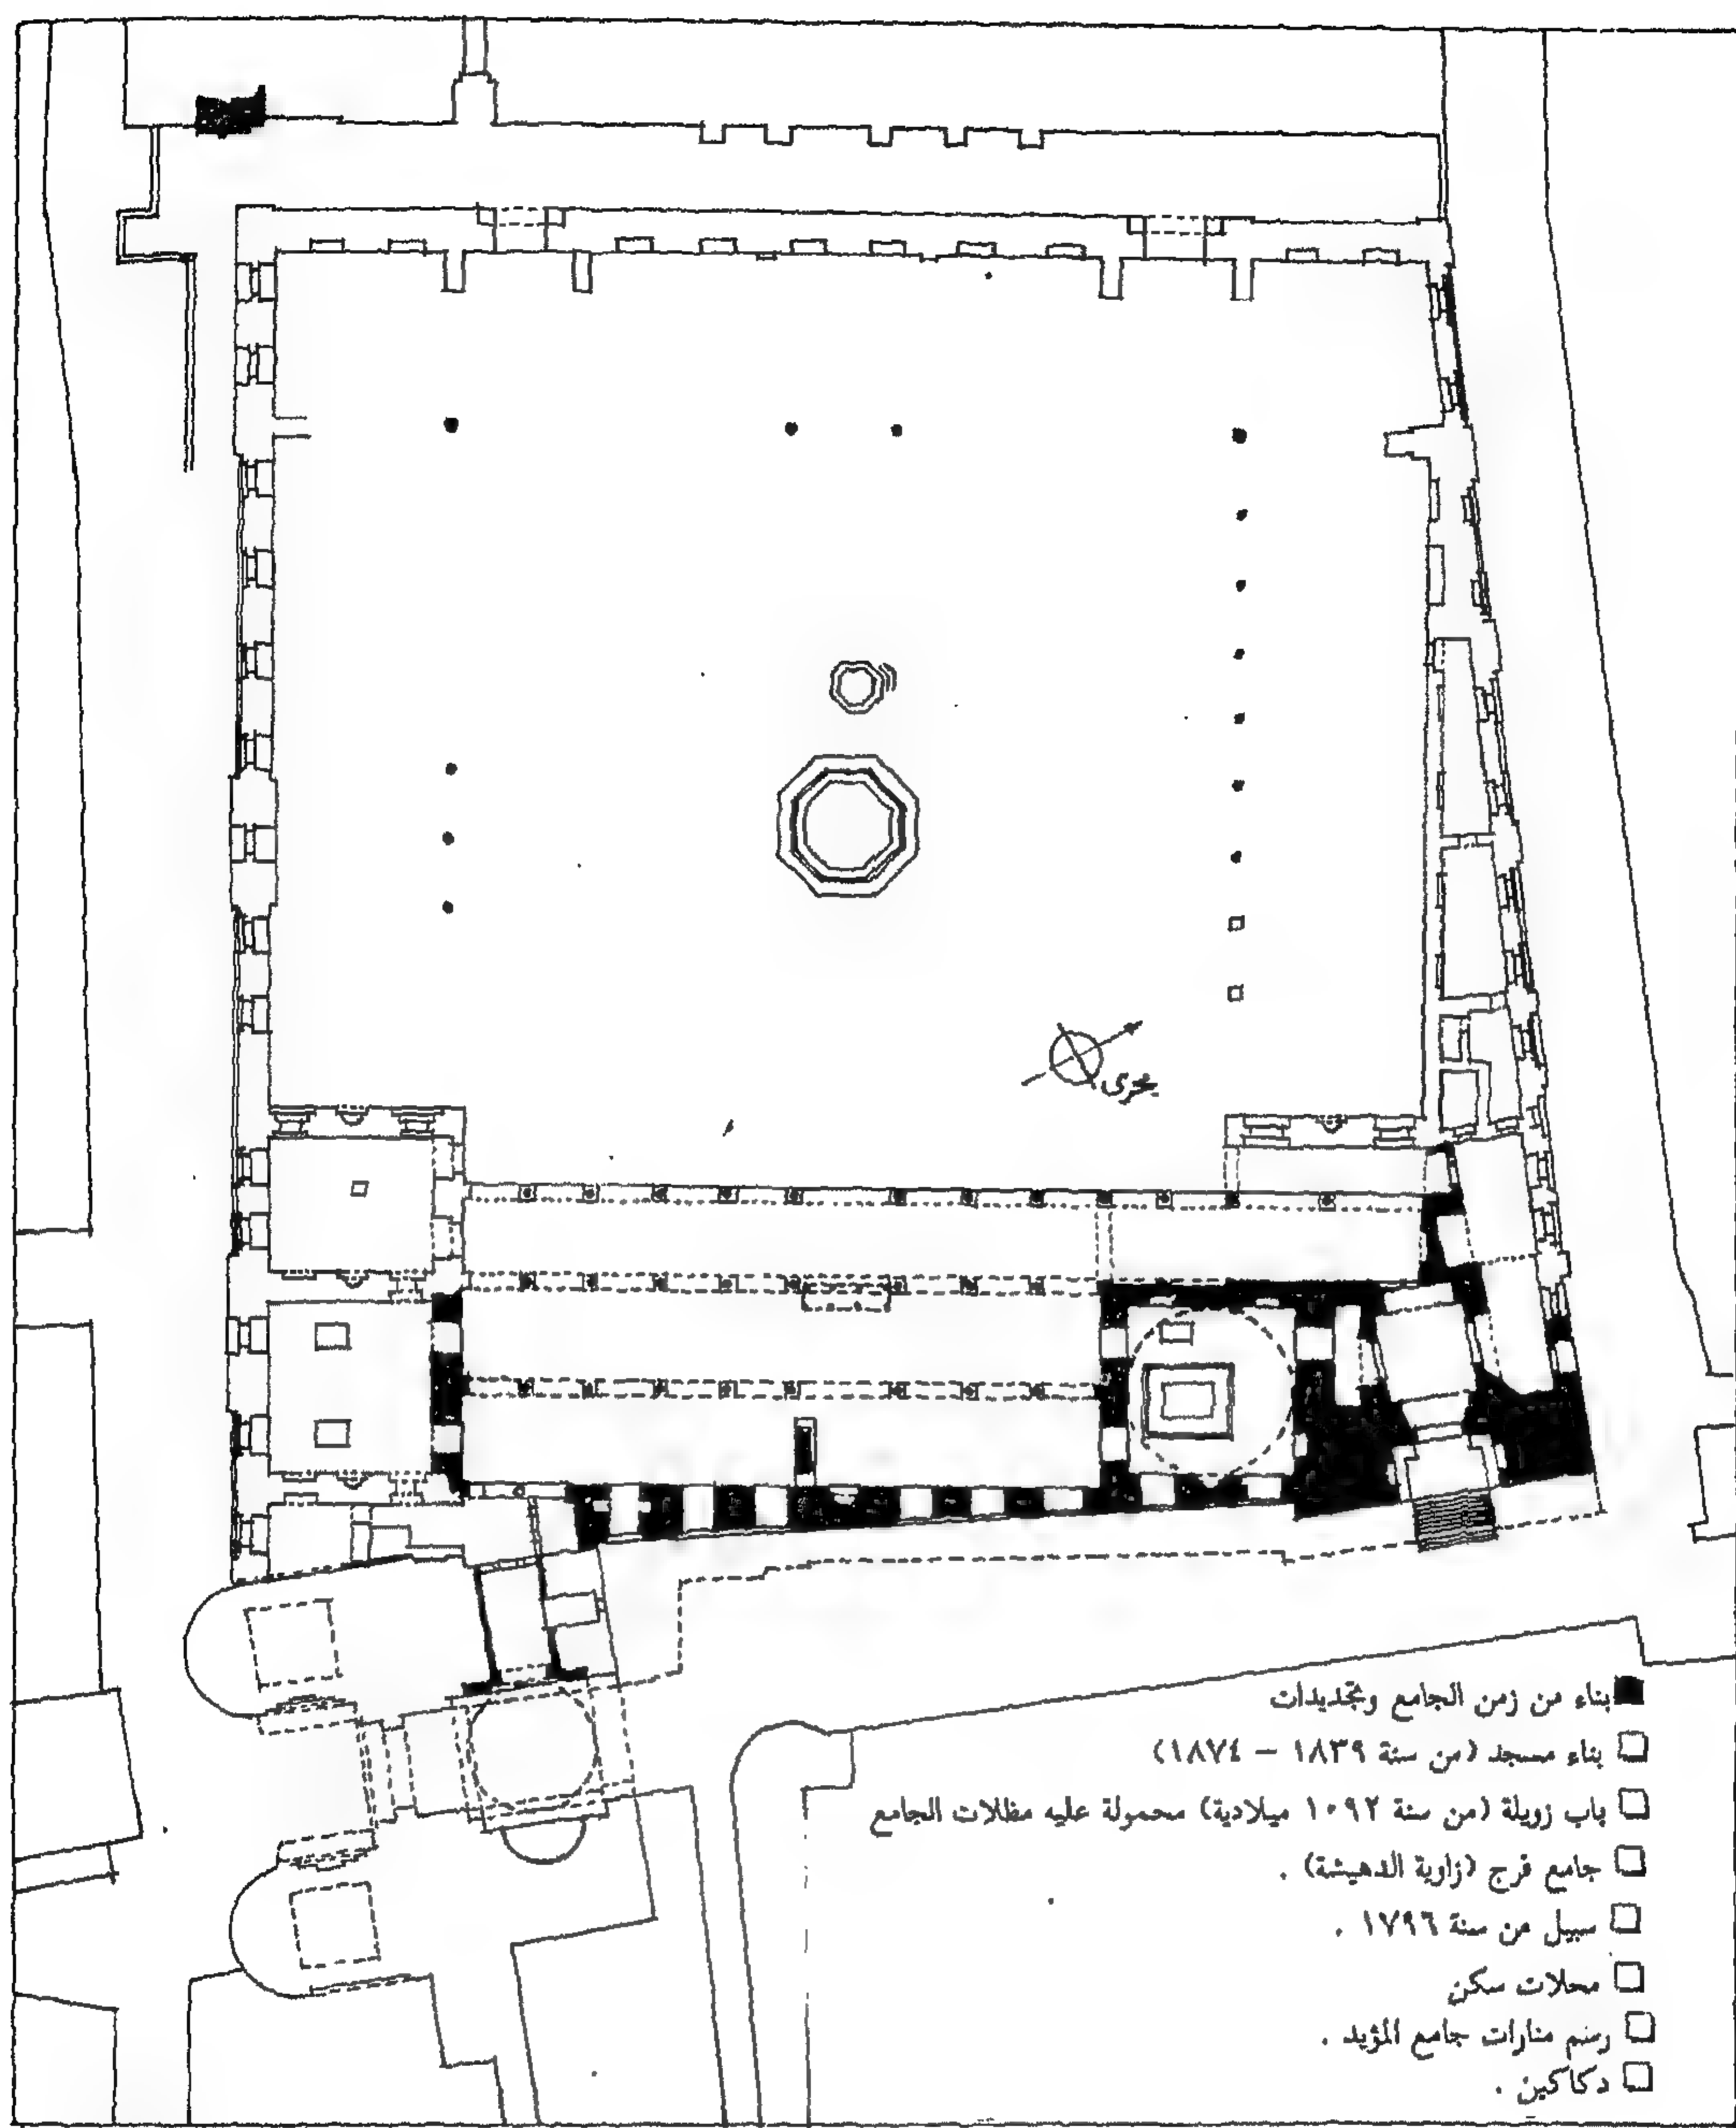 بحرى
بناء من زمن الجامع وتجديدات
بناء مسجد (من سنة ١٨٣٩ – ١٨٧٤)
باب زويلة (من سنة ١٠٩٢ ميلادية) محمولة عليه مظلات الجامع
جامع فرج (زاوية الدهيشة) .
سبيل من سنة ١٧٩٦ .
محلات سكن
رسم منارات جامع المؤيد .
دكاكين .